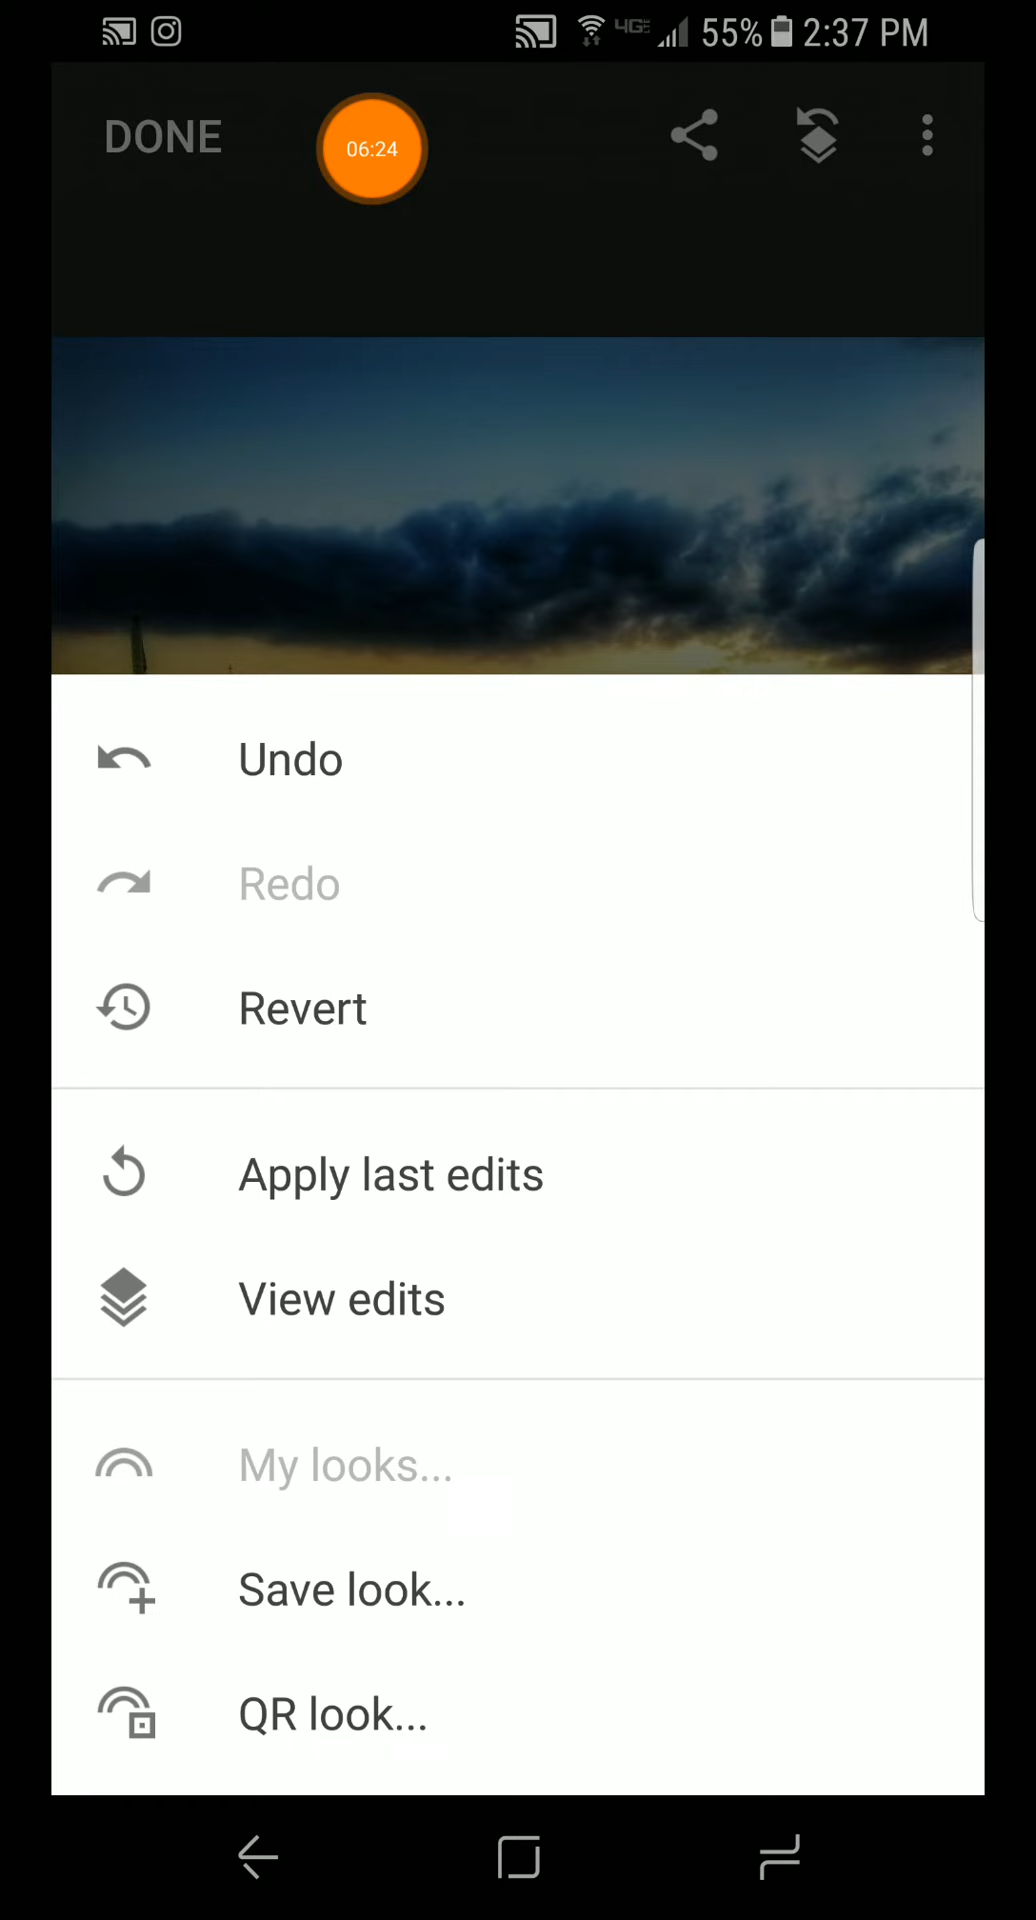 4G 55% 2:37 PM
DONE
06:24
Undo
Redo
Revert
Apply last edits
View edits
My looks...
Save look...
QR look...